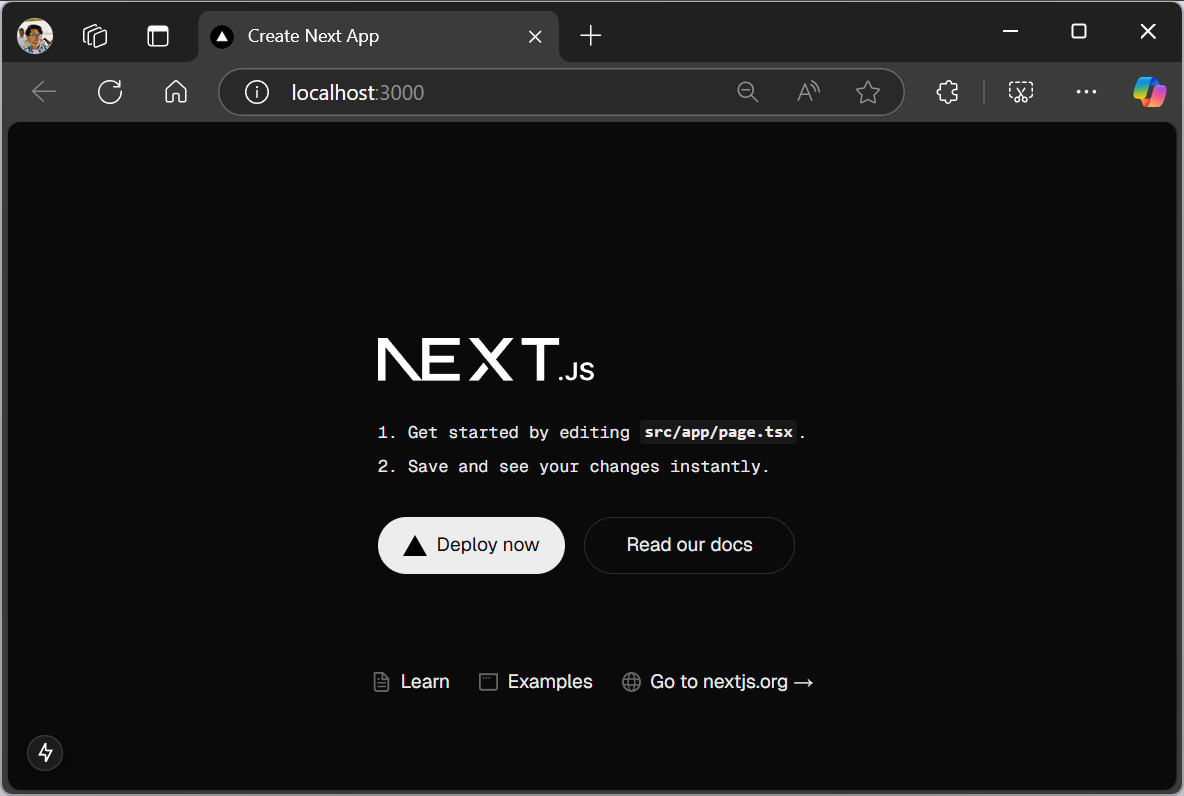 Create Next App
localhost:3000
NEXT.JS
1. Get started by editing src/app/page.tsx.
2. Save and see your changes instantly.
Deploy now Read our docs
Learn Examples Go to nextjs.org →